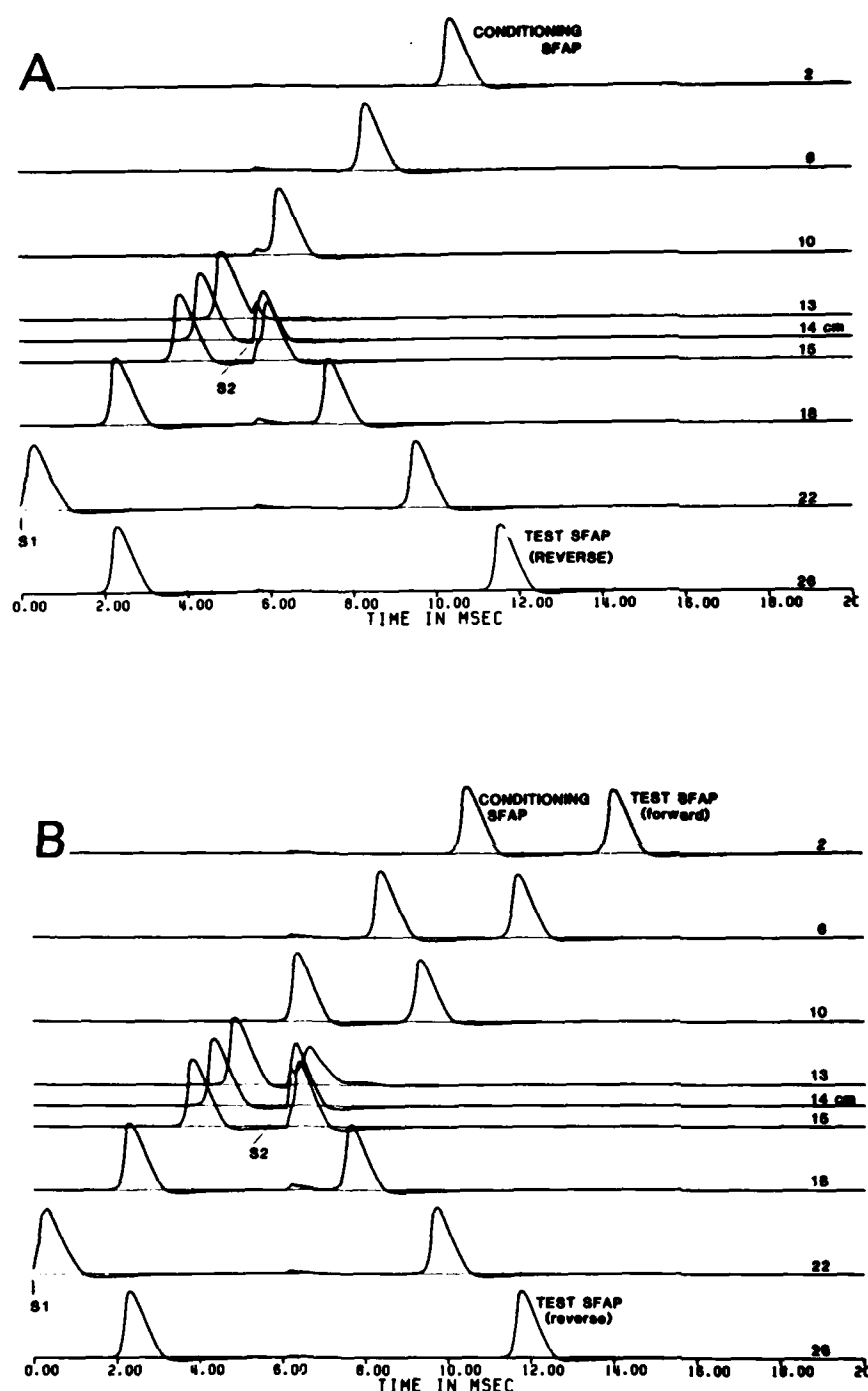 A
CONDITIONING
SFAP
2
6
10
13
14 cm
15
S2
18
22
S1
TEST SFAP
(REVERSE)
26
0.00 2.00 4.00 6.00 8.00 10.00 12.00 14.00 16.00 18.00 20
TIME IN MSEC
B
CONDITIONING
SFAP
TEST SFAP
(forward)
2
6
10
13
14 cm
15
S2
18
22
S1
TEST SFAP
(reverse)
26
0.00 2.00 4.00 6.00 8.00 10.00 12.00 14.00 16.00 18.00 20
TIME IN MSEC